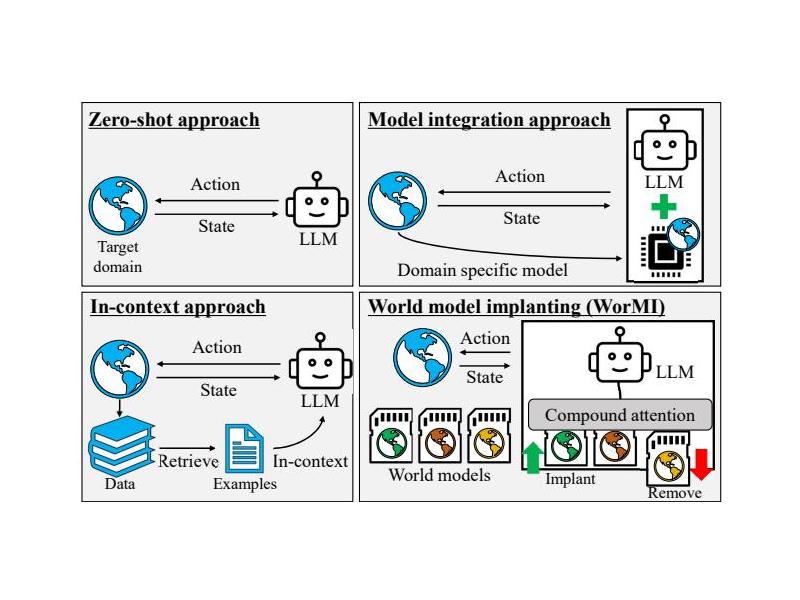 Zero-shot approach
Action
State
Target
domain
LLM
Model integration approach
LLM
Action
State
Domain specific model
In-context approach
Action
State
LLM
Retrieve
In-context
Data
Examples
World model implanting (WorMI)
Action
State
LLM
Compound attention
World models
Implant
Remove